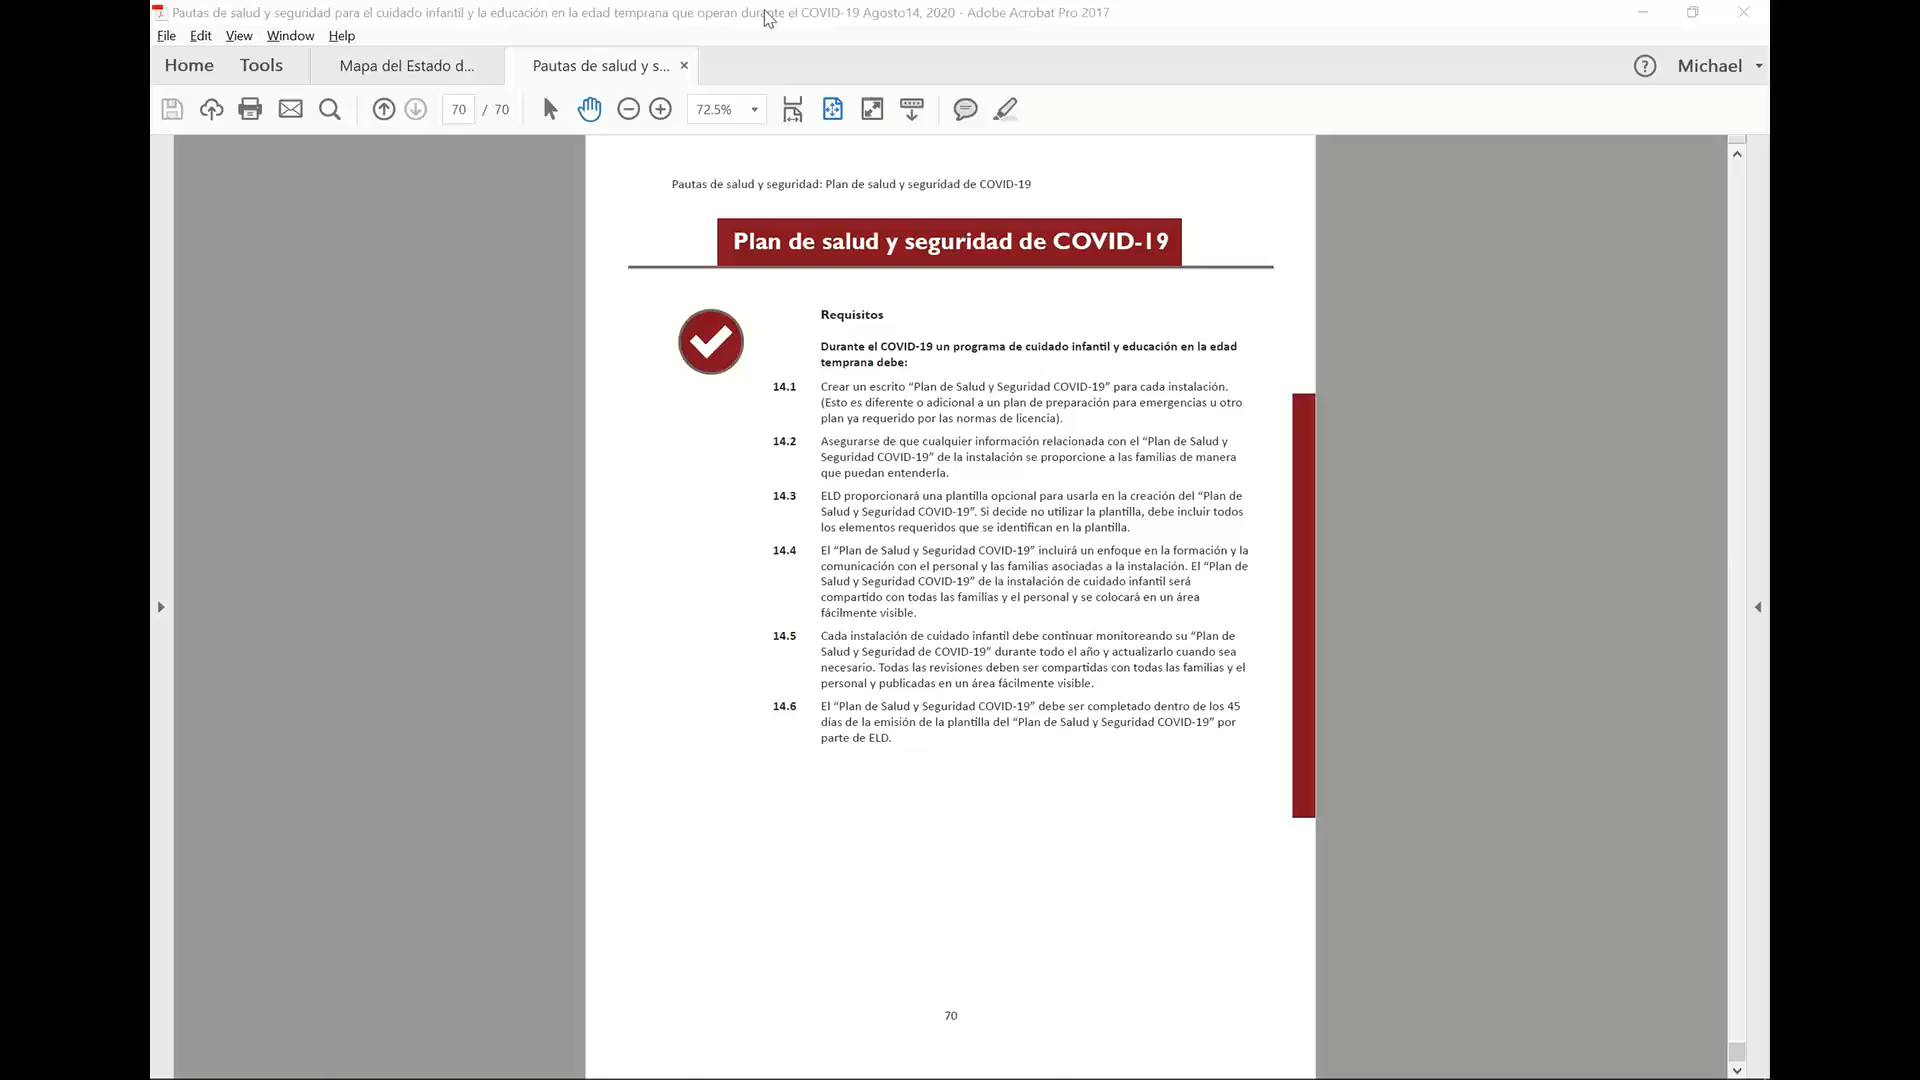 Pautas de salud y seguridad para el cuidado infantil y la educación en la edad temprana que operan durante el COVID-19 Agosto14, 2020 - Adobe Acrobat Pro 2017
File Edit View Window Help
Home Tools Mapa del Estado d... Pautas de salud y s... × ? Michael
70 / 70 72.5%
Pautas de salud y seguridad: Plan de salud y seguridad de COVID-19
Plan de salud y seguridad de COVID-19
Requisitos
Durante el COVID-19 un programa de cuidado infantil y educación en la edad
temprana debe:
14.1 Crear un escrito “Plan de Salud y Seguridad COVID-19” para cada instalación.
(Esto es diferente o adicional a un plan de preparación para emergencias u otro
plan ya requerido por las normas de licencia).
14.2 Asegurarse de que cualquier información relacionada con el “Plan de Salud y
Seguridad COVID-19” de la instalación se proporcione a las familias de manera
que puedan entenderla.
14.3 ELD proporcionará una plantilla opcional para usarla en la creación del “Plan de
Salud y Seguridad COVID-19”. Si decide no utilizar la plantilla, debe incluir todos
los elementos requeridos que se identifican en la plantilla.
14.4 El “Plan de Salud y Seguridad COVID-19” incluirá un enfoque en la formación y la
comunicación con el personal y las familias asociadas a la instalación. El “Plan de
Salud y Seguridad COVID-19” de la instalación de cuidado infantil será
compartido con todas las familias y el personal y se colocará en un área
fácilmente visible.
14.5 Cada instalación de cuidado infantil debe continuar monitoreando su “Plan de
Salud y Seguridad de COVID-19” durante todo el año y actualizarlo cuando sea
necesario. Todas las revisiones deben ser compartidas con todas las familias y el
personal y publicadas en un área fácilmente visible.
14.6 El “Plan de Salud y Seguridad COVID-19” debe ser completado dentro de los 45
días de la emisión de la plantilla del “Plan de Salud y Seguridad COVID-19” por
parte de ELD.
70